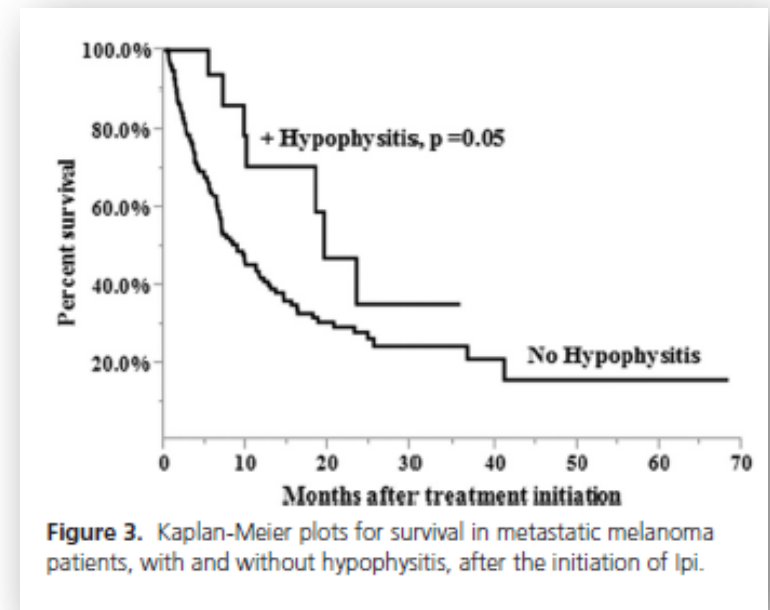 100.0%
80.0%
60.0%
40.0%
20.0%
Percent survival
+ Hypophysitis, p =0.05
No Hypophysitis
0 10 20 30 40 50 60 70
Months after treatment initiation
Figure 3. Kaplan-Meier plots for survival in metastatic melanoma
patients, with and without hypophysitis, after the initiation of Ipi.